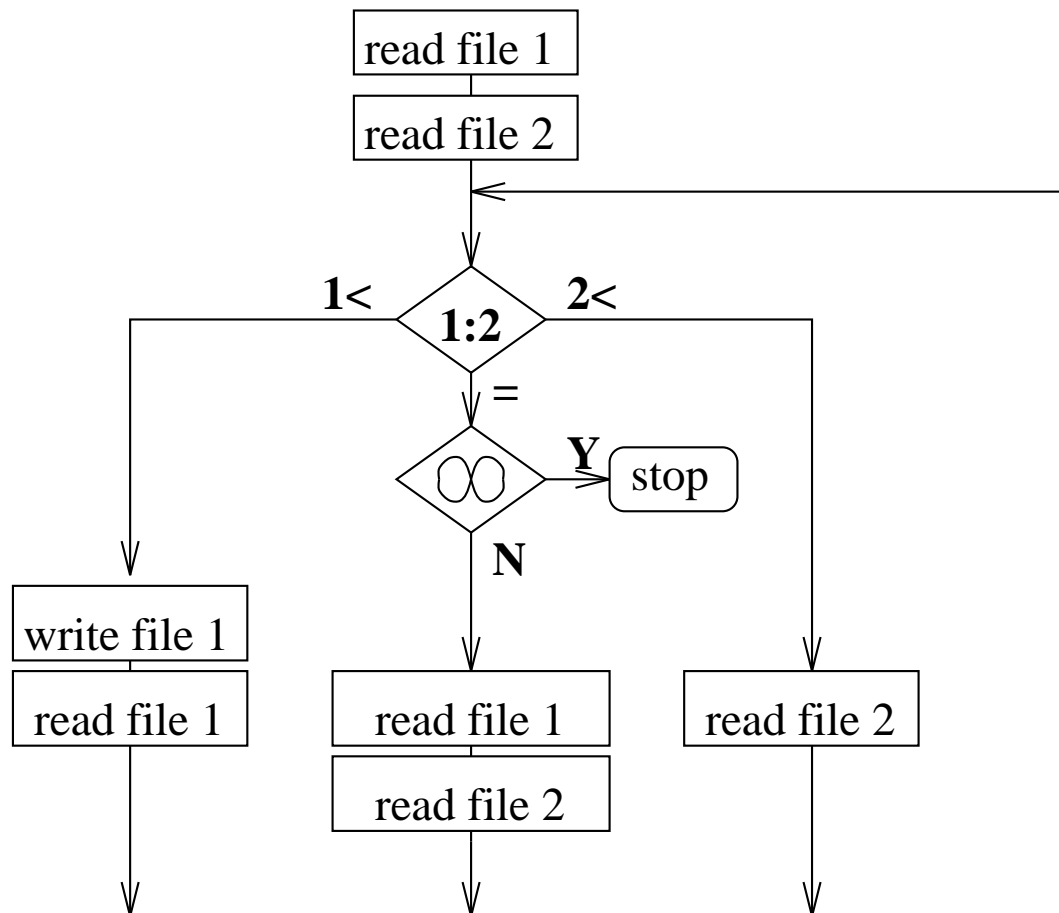 read file 1
read file 2
1<
1:2
2<
=
∞
Y
stop
N
write file 1
read file 1
read file 1
read file 2
read file 2